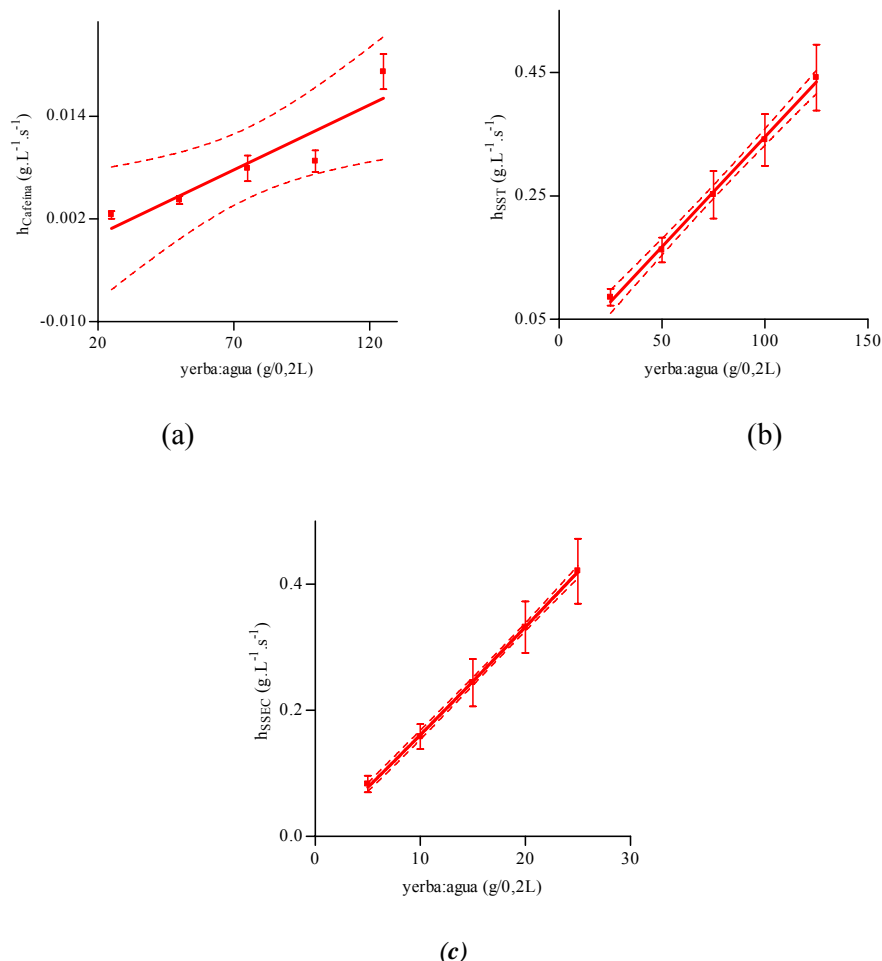 0.014
0.002
-0.010
20 70 120
h_Cafeína (g.L⁻¹.s⁻¹)
yerba:agua (g/0,2L)
(a)
0.45
0.25
0.05
0 50 100 150
h_SST (g.L⁻¹.s⁻¹)
yerba:agua (g/0,2L)
(b)
0.4
0.2
0.0
0 10 20 30
h_SSEC (g.L⁻¹.s⁻¹)
yerba:agua (g/0,2L)
(c)